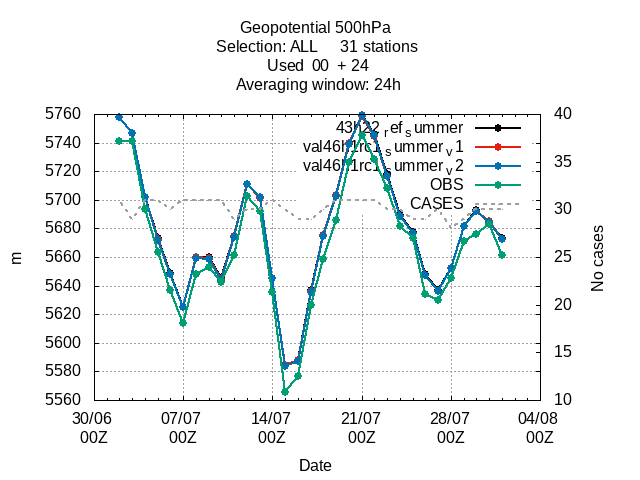 Geopotential 500hPa
Selection: ALL 31 stations
Used 00 + 24
Averaging window: 24h
43h22_ref_summer
val46h1rc1_summer_v1
val46h1rc1_summer_v2
OBS
CASES
5760
5740
5720
5700
5680
5660
5640
5620
5600
5580
5560
m
40
35
30
25
20
15
10
No cases
30/06 07/07 14/07 21/07 28/07 04/08
00Z 00Z 00Z 00Z 00Z 00Z
Date